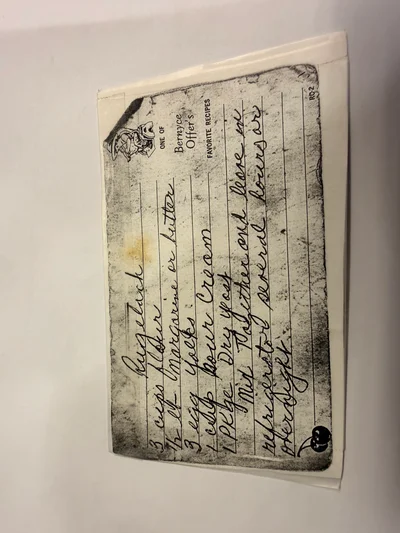 ONE OF
Bernyce
Offer's
FAVORITE RECIPES
Rugeluch
3 cups flour
1/2 lb margarine or butter
3 egg yolks
1 cup sour cream
1 pkge Dry yeast
Mix together and leave in
refrigerator several hours or
overnight.